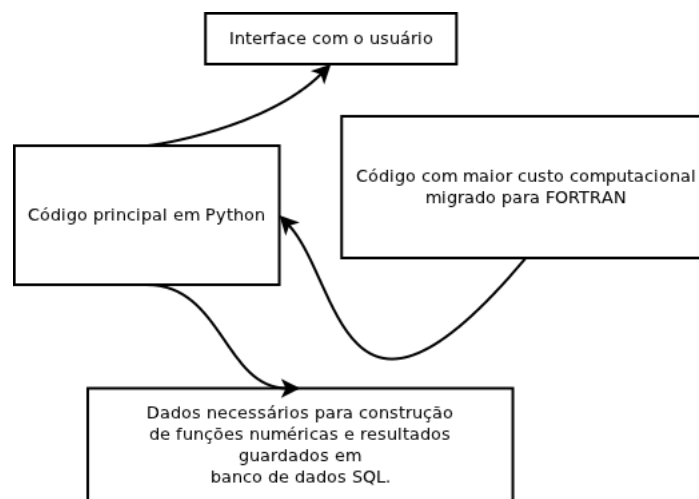 Interface com o usuário
Código com maior custo computacional
migrado para FORTRAN
Código principal em Python
Dados necessários para construção
de funções numéricas e resultados
guardados em
banco de dados SQL.